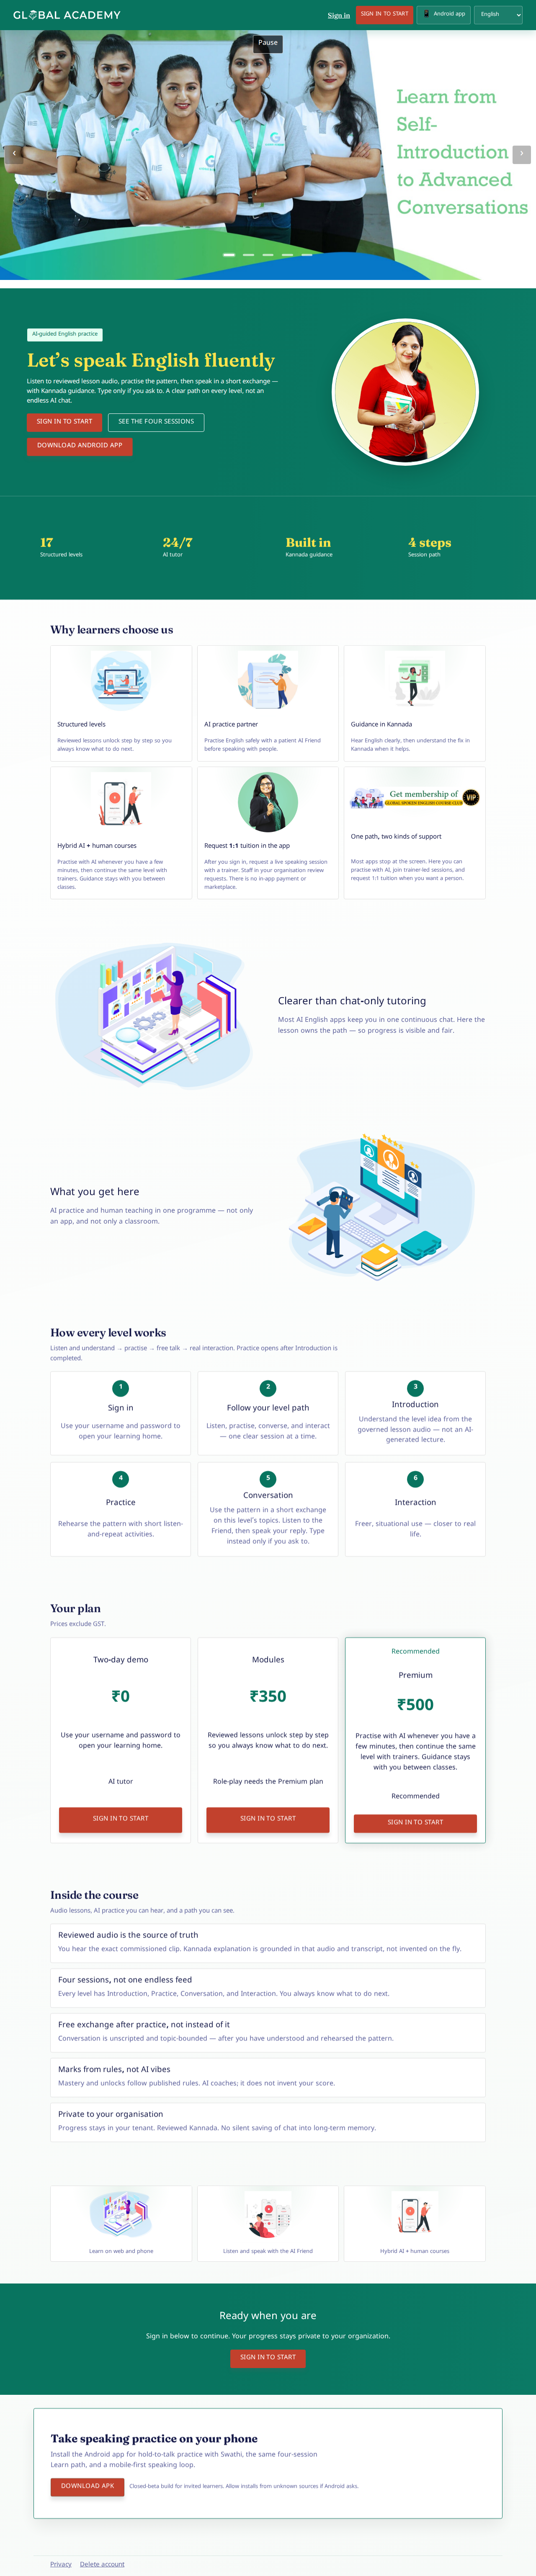 GLOBAL ACADEMY
Sign in
SIGN IN TO START
Android app
English
Pause
Learn from
Self-
Introduction
to Advanced
Conversations
AI-guided English practice
Let's speak English fluently
Listen to reviewed lesson audio, practise the pattern, then speak in a short exchange —
with Kannada guidance. Type only if you ask to. A clear path on every level, not an
endless AI chat.
SIGN IN TO START
SEE THE FOUR SESSIONS
DOWNLOAD ANDROID APP
17
Structured levels
24/7
AI tutor
Built in
Kannada guidance
4 steps
Session path
Why learners choose us
Structured levels
Reviewed lessons unlock step by step so you
always know what to do next.
AI practice partner
Practise English safely with a patient AI Friend
before speaking with people.
Guidance in Kannada
Hear English clearly, then understand the fix in
Kannada when it helps.
Hybrid AI + human courses
Practise with AI whenever you have a few
minutes, then continue the same level with
trainers. Guidance stays with you between
classes.
Request 1:1 tuition in the app
After you sign in, request a live speaking session
with a trainer. Staff in your organisation review
requests. There is no in-app payment or
marketplace.
Get membership of
GLOBAL SPOKEN ENGLISH COURSE CLUB
VIP
One path, two kinds of support
Most apps stop at the screen. Here you can
practise with AI, join trainer-led sessions, and
request 1:1 tuition when you want a person.
Clearer than chat-only tutoring
Most AI English apps keep you in one continuous chat. Here the
lesson owns the path — so progress is visible and fair.
What you get here
AI practice and human teaching in one programme — not only
an app, and not only a classroom.
How every level works
Listen and understand → practise → free talk → real interaction. Practice opens after Introduction is
completed.
1
Sign in
Use your username and password to
open your learning home.
2
Follow your level path
Listen, practise, converse, and interact
— one clear session at a time.
3
Introduction
Understand the level idea from the
governed lesson audio — not an AI-
generated lecture.
4
Practice
Rehearse the pattern with short listen-
and-repeat activities.
5
Conversation
Use the pattern in a short exchange
on this level's topics. Listen to the
Friend, then speak your reply. Type
instead only if you ask to.
6
Interaction
Freer, situational use — closer to real
life.
Your plan
Prices exclude GST.
Two-day demo
₹0
Use your username and password to
open your learning home.
AI tutor
SIGN IN TO START
Modules
₹350
Reviewed lessons unlock step by step
so you always know what to do next.
Role-play needs the Premium plan
SIGN IN TO START
Recommended
Premium
₹500
Practise with AI whenever you have a
few minutes, then continue the same
level with trainers. Guidance stays
with you between classes.
Recommended
SIGN IN TO START
Inside the course
Audio lessons, AI practice you can hear, and a path you can see.
Reviewed audio is the source of truth
You hear the exact commissioned clip. Kannada explanation is grounded in that audio and transcript, not invented on the fly.
Four sessions, not one endless feed
Every level has Introduction, Practice, Conversation, and Interaction. You always know what to do next.
Free exchange after practice, not instead of it
Conversation is unscripted and topic-bounded — after you have understood and rehearsed the pattern.
Marks from rules, not AI vibes
Mastery and unlocks follow published rules. AI coaches; it does not invent your score.
Private to your organisation
Progress stays in your tenant. Reviewed Kannada. No silent saving of chat into long-term memory.
Learn on web and phone
Listen and speak with the AI Friend
Hybrid AI + human courses
Ready when you are
Sign in below to continue. Your progress stays private to your organization.
SIGN IN TO START
Take speaking practice on your phone
Install the Android app for hold-to-talk practice with Swathi, the same four-session
Learn path, and a mobile-first speaking loop.
DOWNLOAD APK
Closed-beta build for invited learners. Allow installs from unknown sources if Android asks.
Privacy
Delete account